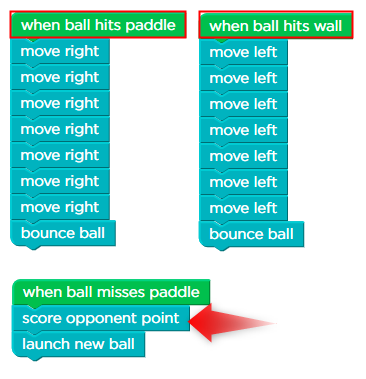 when ball hits paddle
move right
move right
move right
move right
move right
move right
move right
bounce ball
when ball hits wall
move left
move left
move left
move left
move left
move left
move left
bounce ball
when ball misses paddle
score opponent point
launch new ball